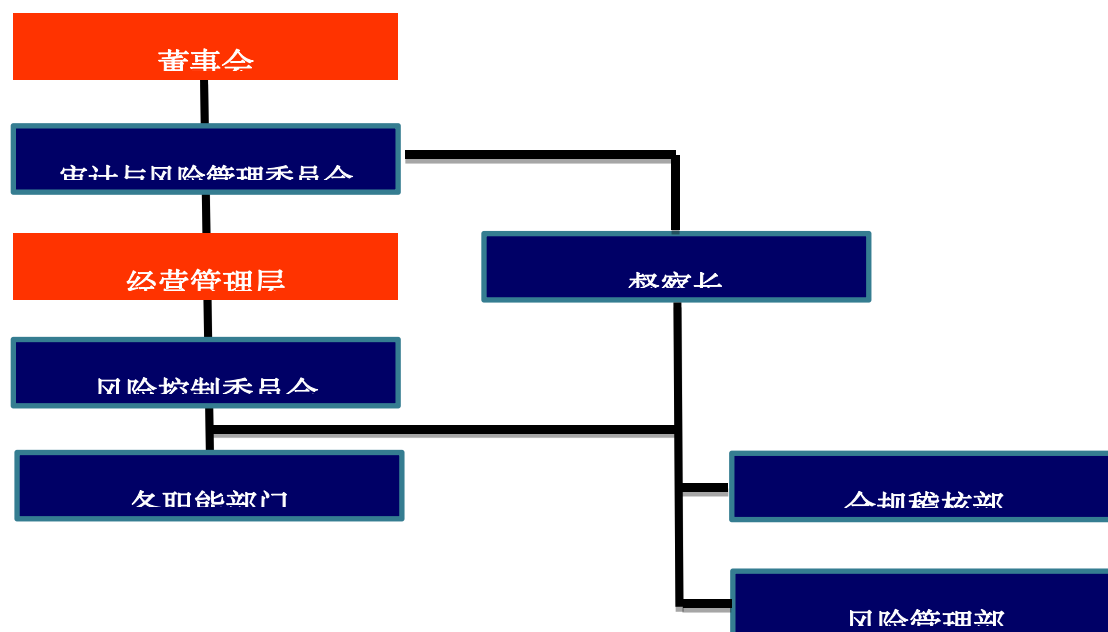 董事会
审计与风险管理委员会
经营管理层
督察长
风险控制委员会
各职能部门
合规稽核部
风险管理部